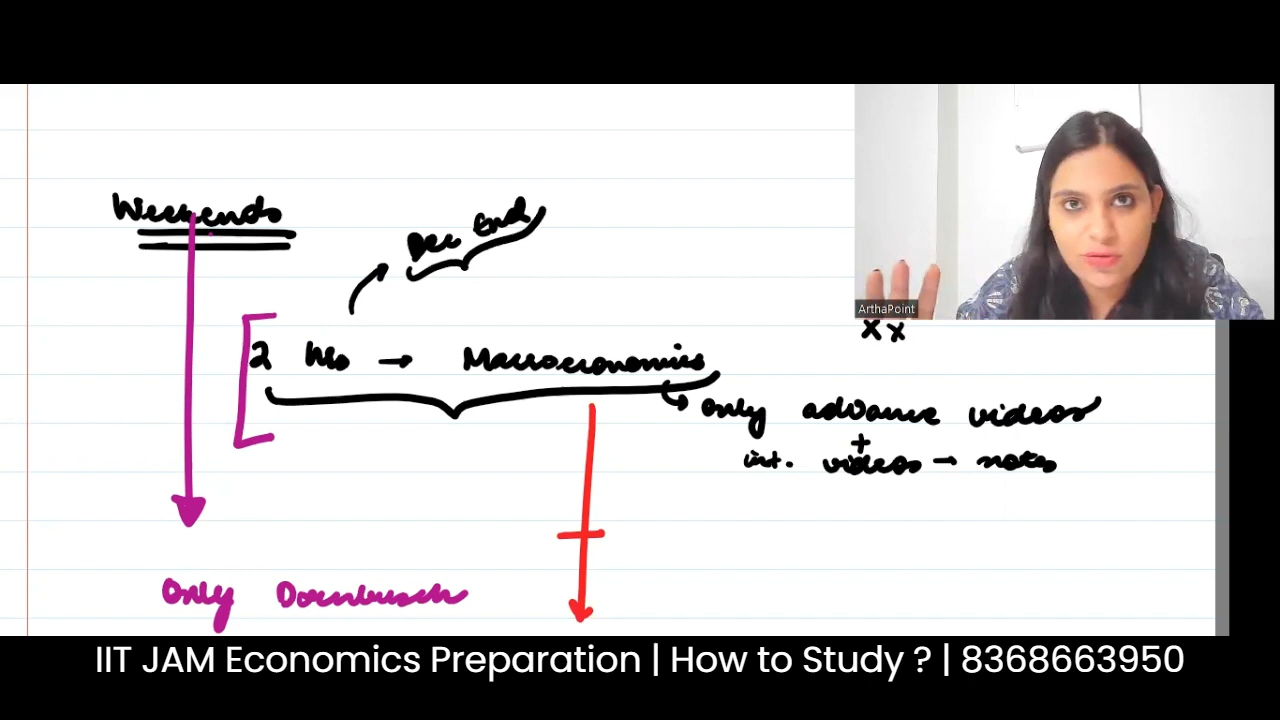 Weekends
Dec End
ArthaPoint
x x
2 hrs → Macroeconomics
only advance videos
+
int. videos → notes
Only Dornbusch
IIT JAM Economics Preparation | How to Study ? | 8368663950